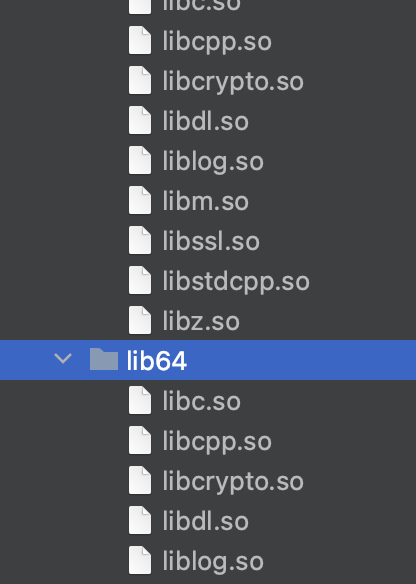 libc.so
libcpp.so
libcrypto.so
libdl.so
liblog.so
libm.so
libssl.so
libstdcpp.so
libz.so
lib64
libc.so
libcpp.so
libcrypto.so
libdl.so
liblog.so